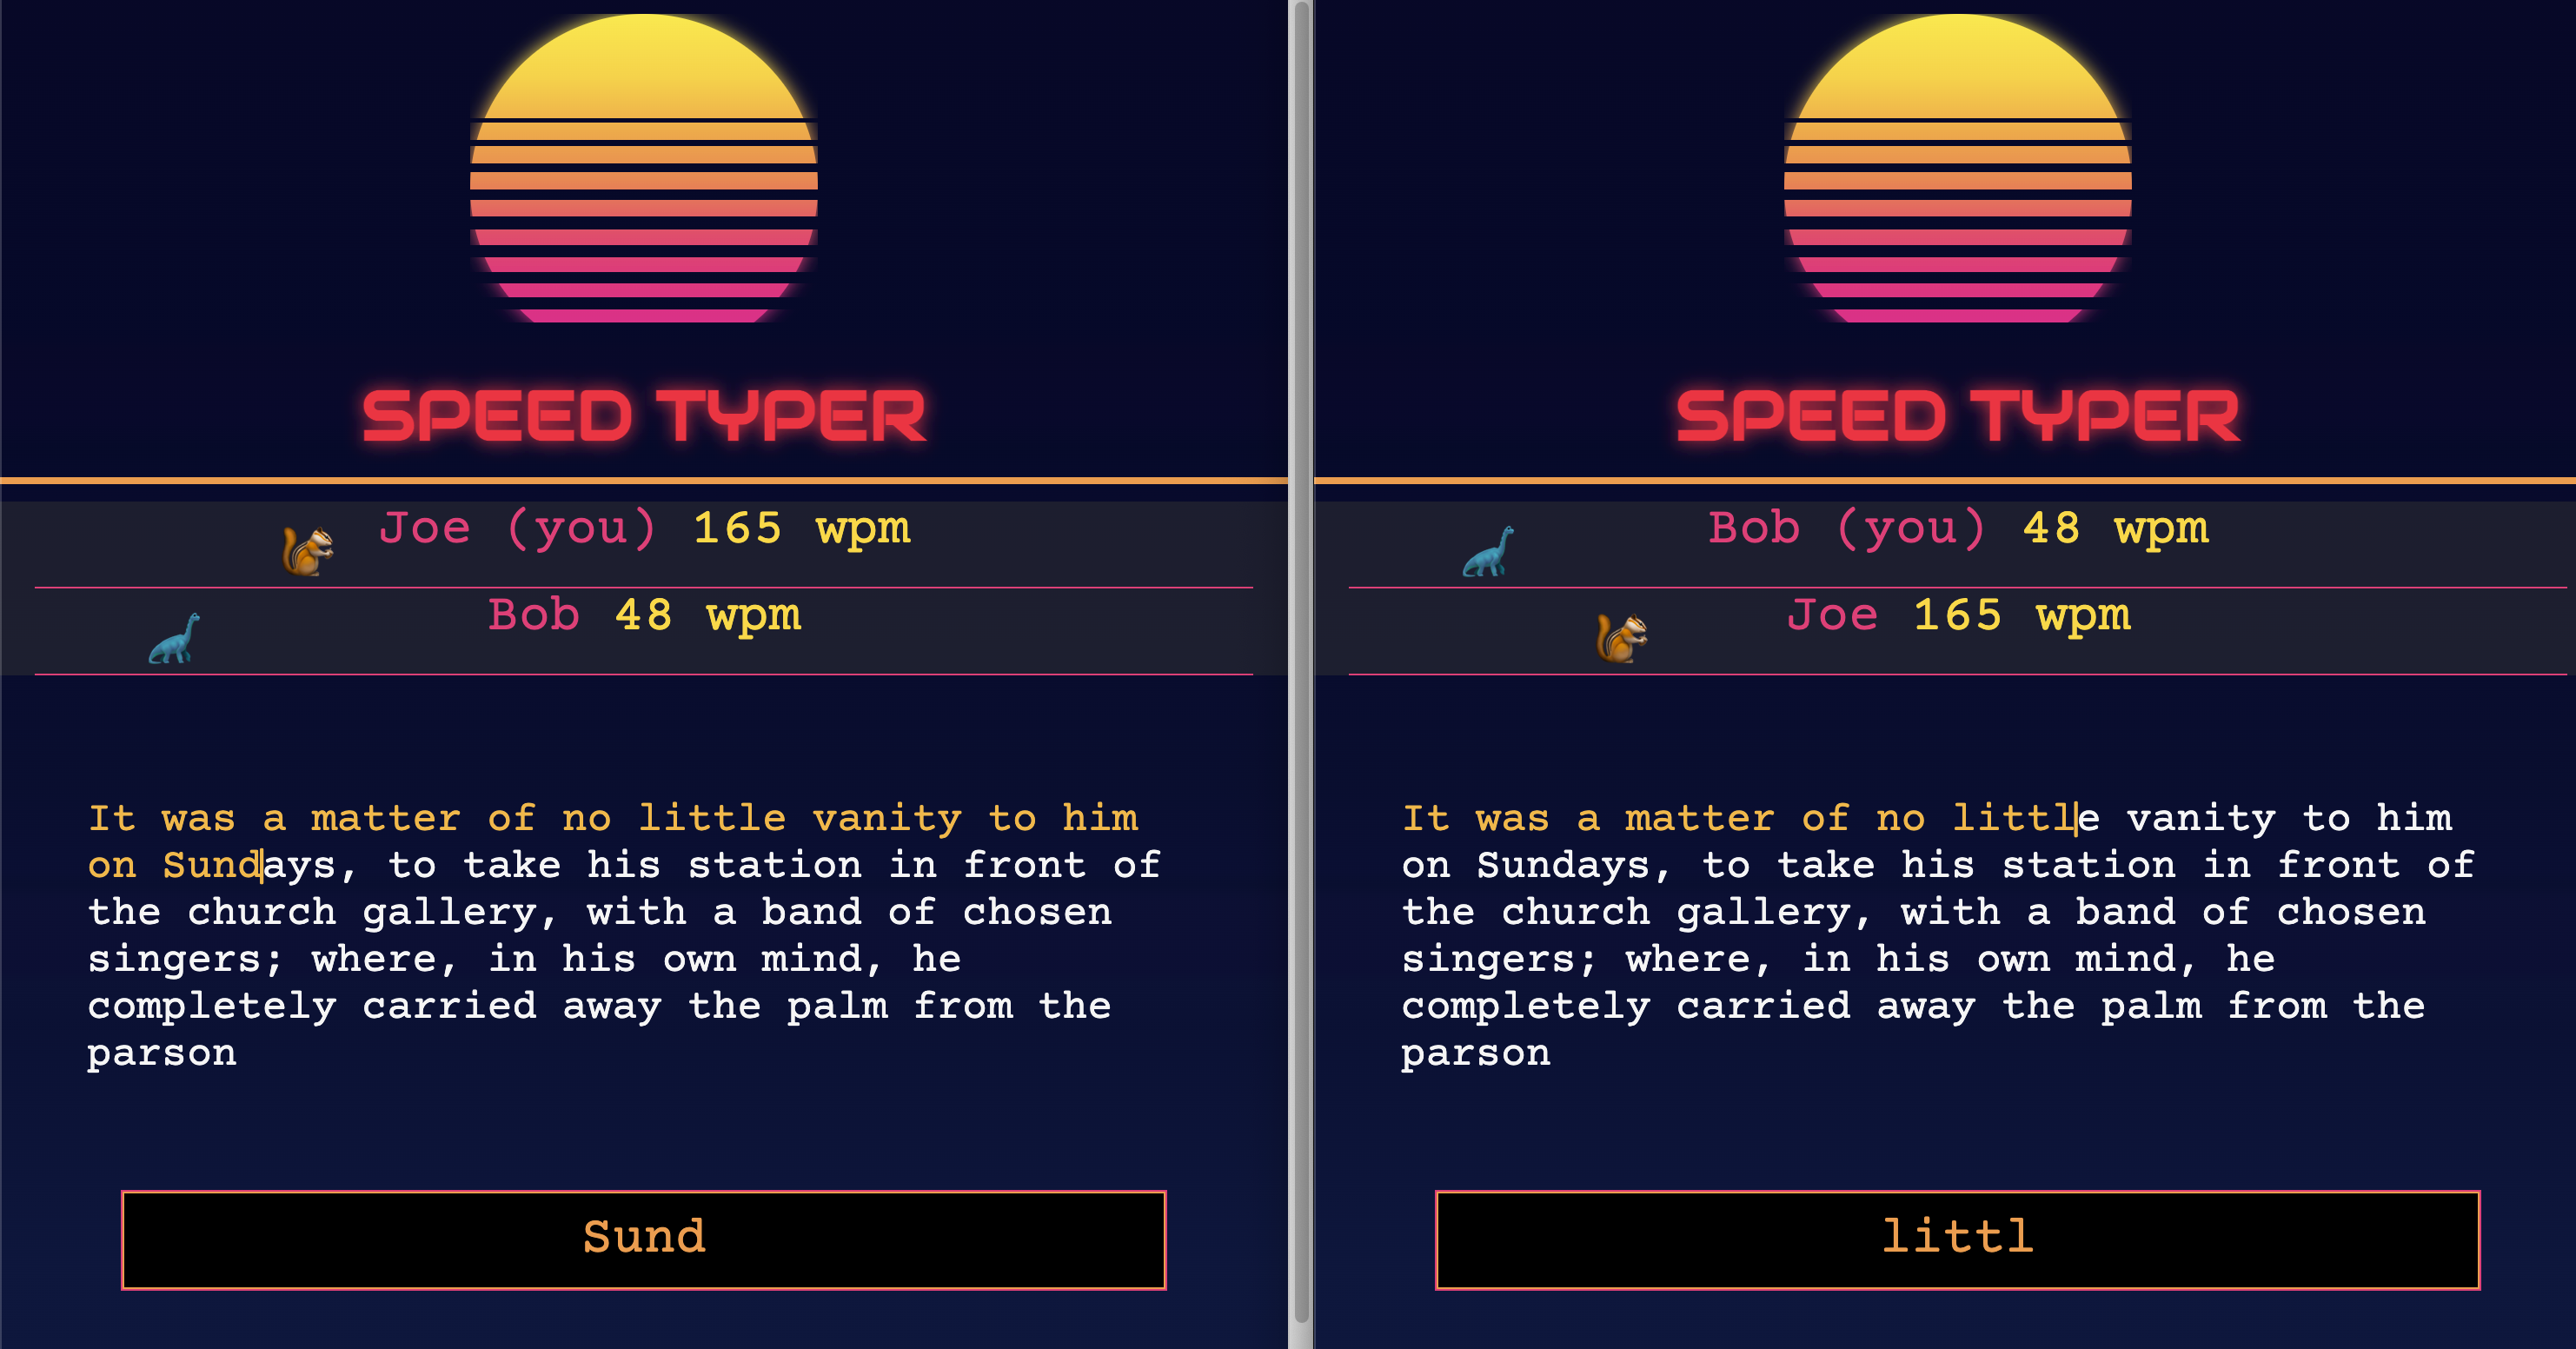 SPEED TYPER
Joe (you) 165 wpm
Bob 48 wpm
It was a matter of no little vanity to him
on Sundays, to take his station in front of
the church gallery, with a band of chosen
singers; where, in his own mind, he
completely carried away the palm from the
parson
Sund
SPEED TYPER
Bob (you) 48 wpm
Joe 165 wpm
It was a matter of no little vanity to him
on Sundays, to take his station in front of
the church gallery, with a band of chosen
singers; where, in his own mind, he
completely carried away the palm from the
parson
littl